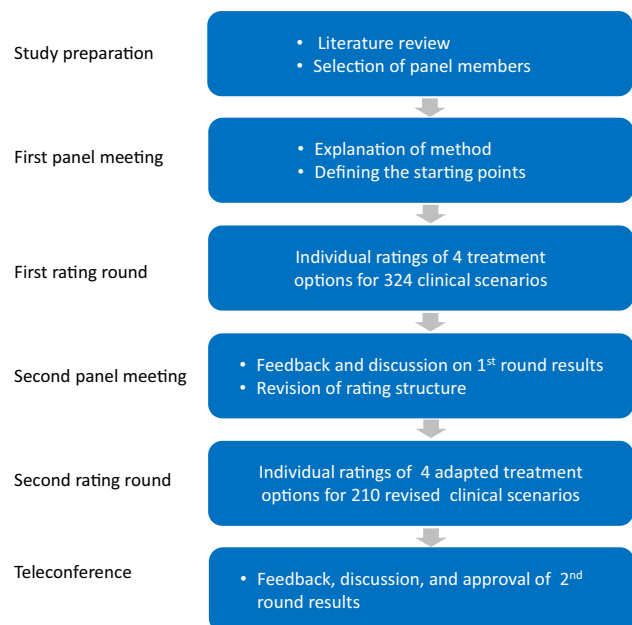 Study preparation
• Literature review
• Selection of panel members
First panel meeting
• Explanation of method
• Defining the starting points
First rating round
Individual ratings of 4 treatment
options for 324 clinical scenarios
Second panel meeting
• Feedback and discussion on 1st round results
• Revision of rating structure
Second rating round
Individual ratings of 4 adapted treatment
options for 210 revised clinical scenarios
Teleconference
• Feedback, discussion, and approval of 2nd
round results